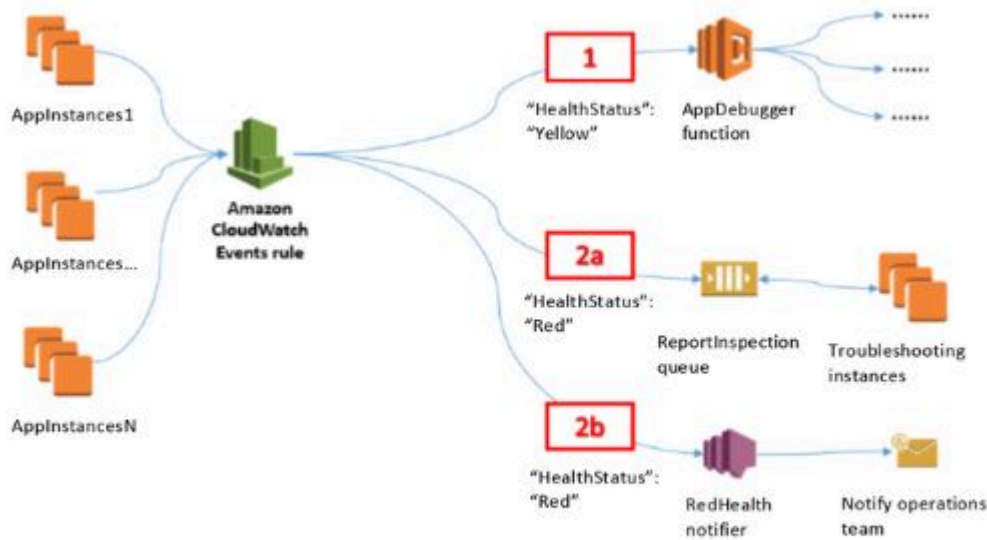 1
"HealthStatus":
"Yellow"
AppDebugger
function
......
......
......
AppInstances1
Amazon
CloudWatch
Events rule
AppInstances...
2a
"HealthStatus":
"Red"
ReportInspection
queue
Troubleshooting
instances
AppInstancesN
2b
"HealthStatus":
"Red"
RedHealth
notifier
Notify operations
team